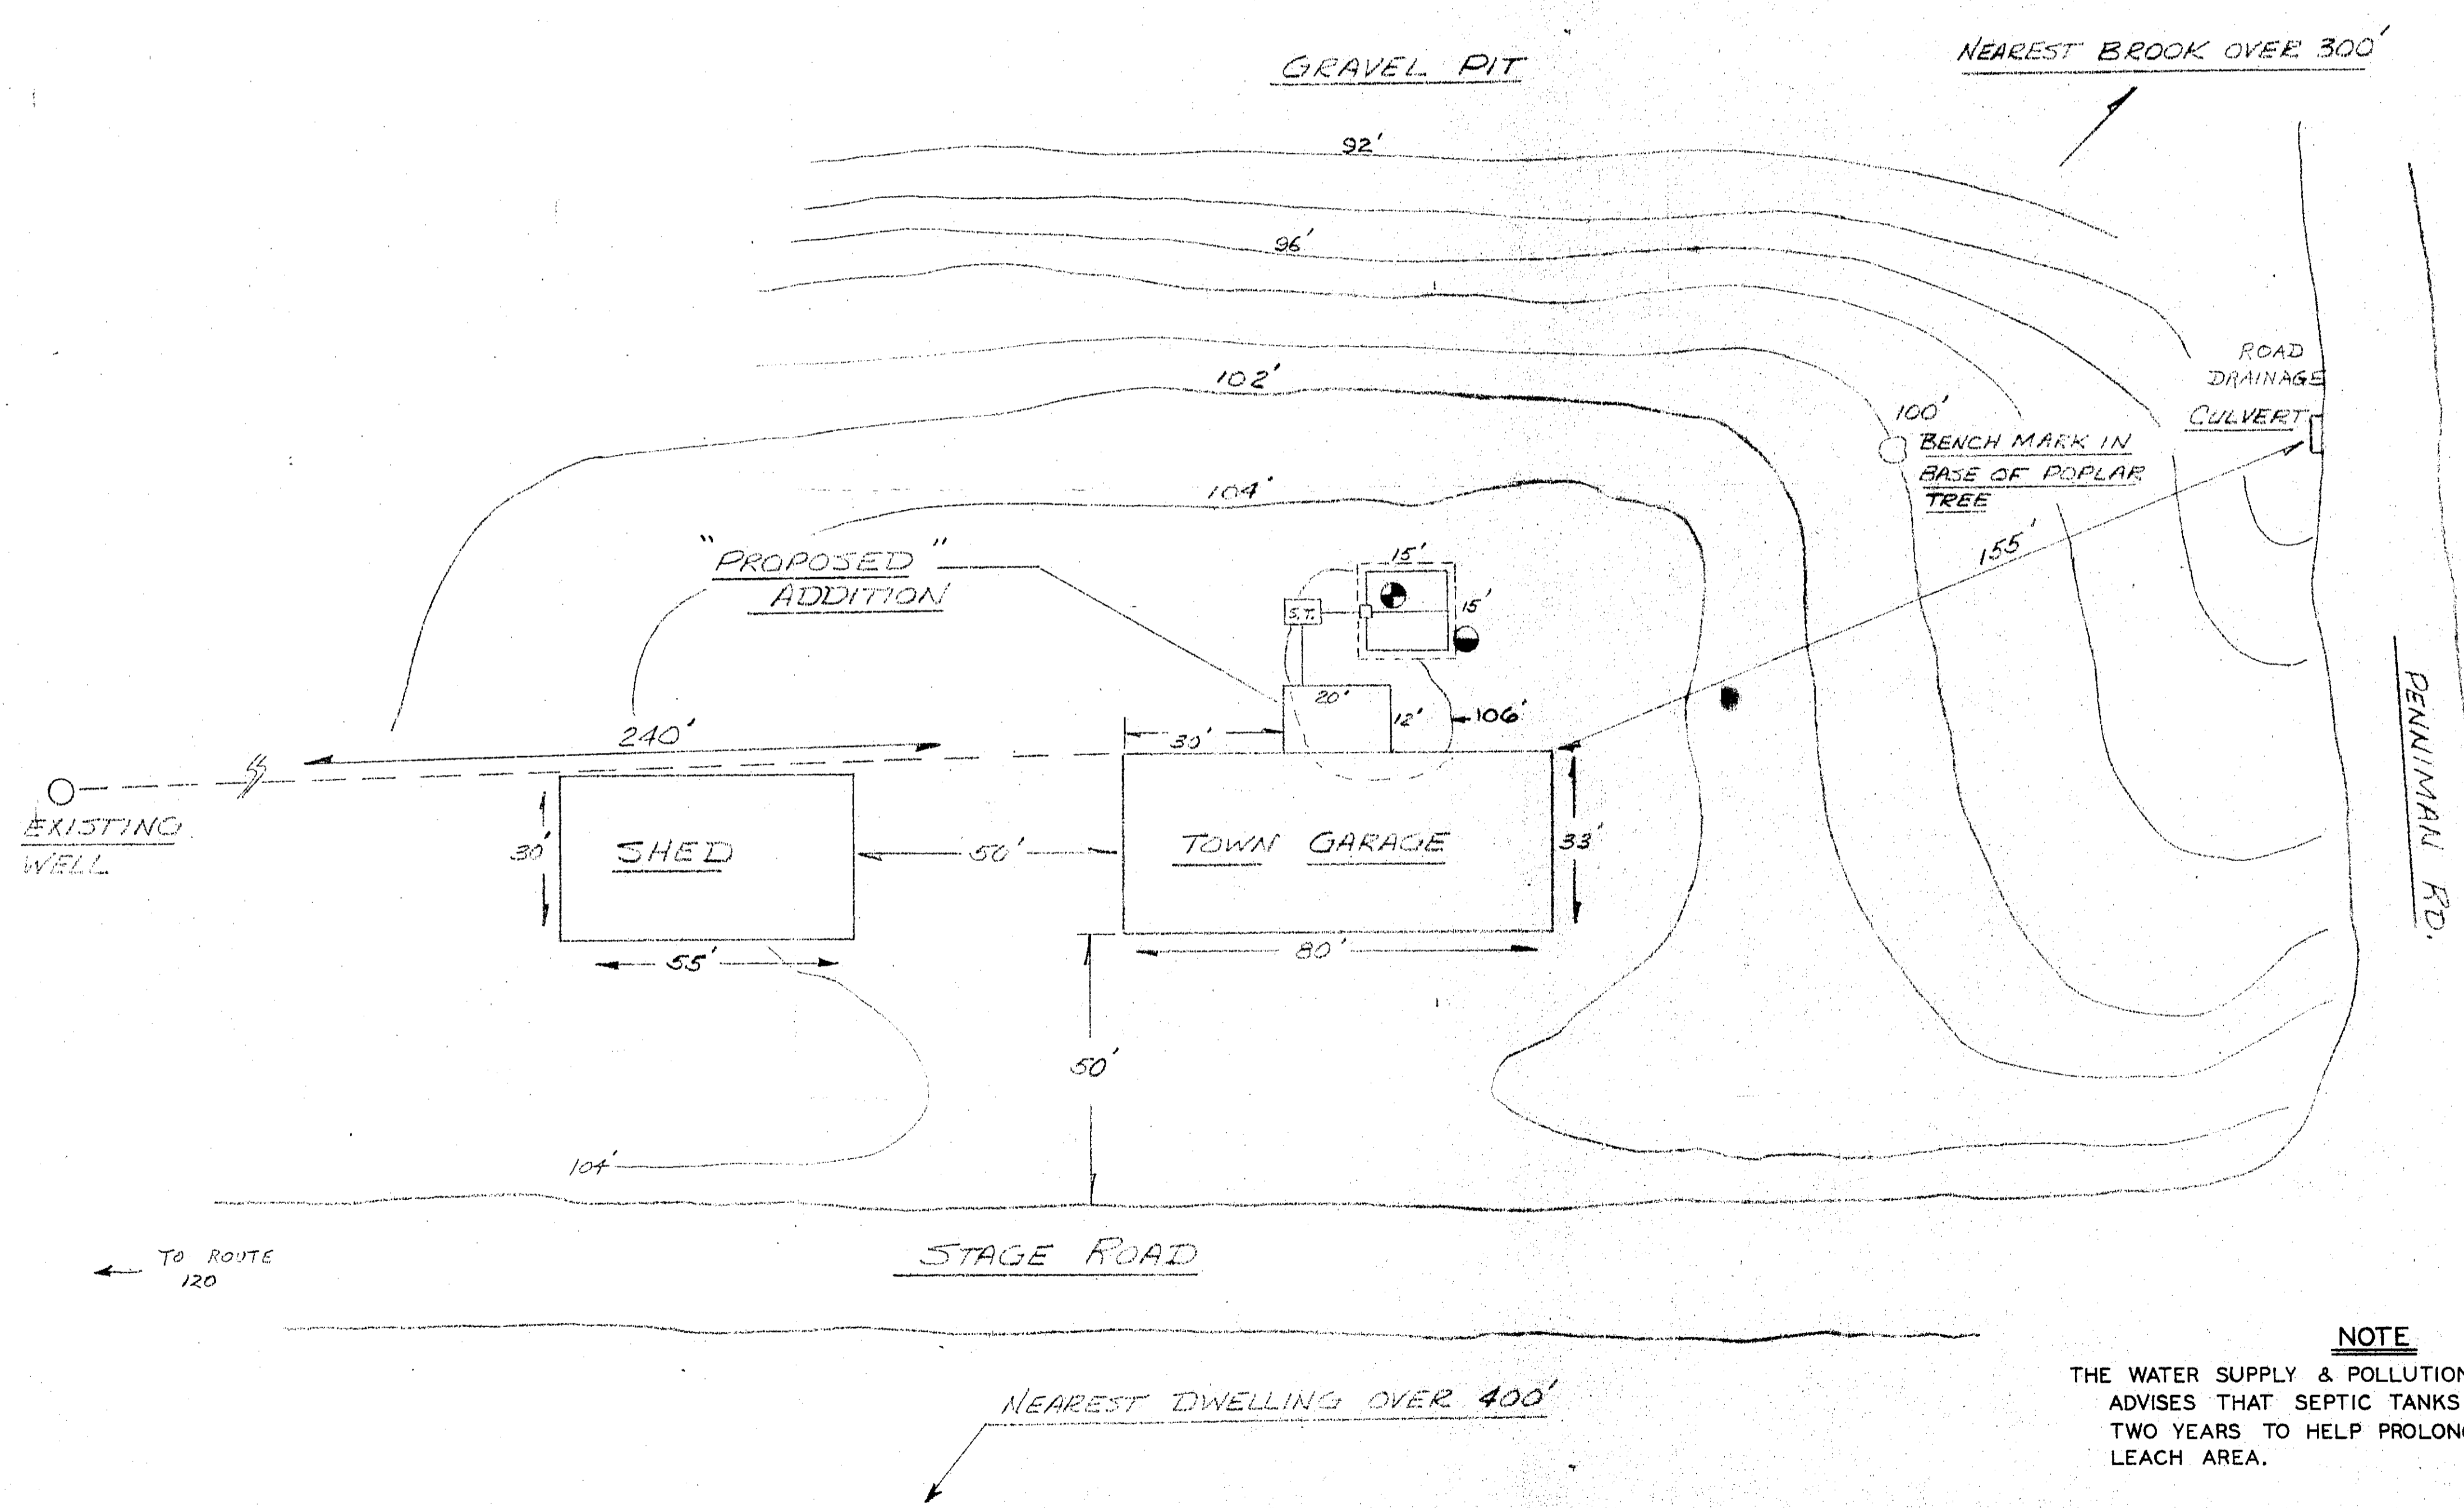 GRAVEL PIT
NEAREST BROOK OVER 300'
92'
96'
ROAD
DRAINAGE
CULVERT
102'
100'
BENCH MARK IN
BASE OF POPLAR
TREE
104'
155'
"PROPOSED"
ADDITION
15'
S.T.
15'
20'
12'
106'
240'
30'
EXISTING
WELL
30'
SHED
50'
TOWN GARAGE
33'
PENNIMAN RD.
55'
80'
50'
104'
STAGE ROAD
TO ROUTE
120
NEAREST DWELLING OVER 400'
NOTE
THE WATER SUPPLY & POLLUTION
ADVISES THAT SEPTIC TANKS
TWO YEARS TO HELP PROLONG
LEACH AREA.